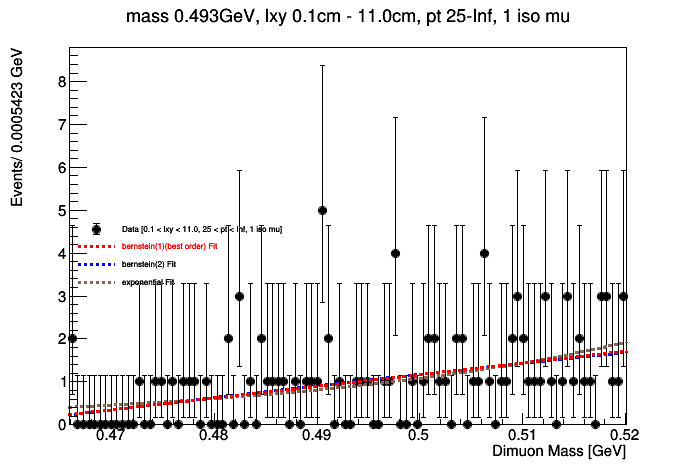 mass 0.493GeV, lxy 0.1cm - 11.0cm, pt 25-Inf, 1 iso mu
Events/ 0.0005423 GeV
8
7
6
5
4
3
2
1
0
Data [0.1 < lxy < 11.0, 25 < pt < Inf, 1 iso mu]
bernstein(1)(best order) Fit
bernstein(2) Fit
exponential Fit
0.47 0.48 0.49 0.5 0.51 0.52
Dimuon Mass [GeV]